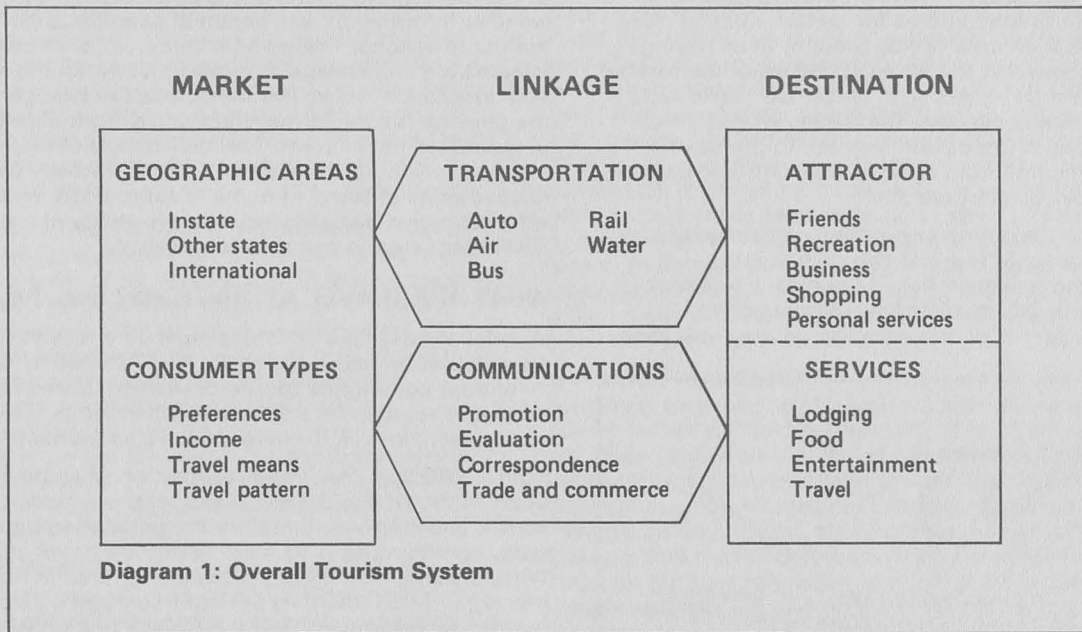 MARKET LINKAGE DESTINATION
GEOGRAPHIC AREAS
Instate
Other states
International
TRANSPORTATION
Auto Rail
Air Water
Bus
ATTRACTOR
Friends
Recreation
Business
Shopping
Personal services
CONSUMER TYPES
Preferences
Income
Travel means
Travel pattern
COMMUNICATIONS
Promotion
Evaluation
Correspondence
Trade and commerce
SERVICES
Lodging
Food
Entertainment
Travel
Diagram 1: Overall Tourism System